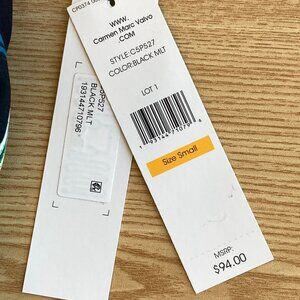 WWW.
Carmen Marc Valvo
.COM
STYLE:C5P527
COLOR:BLACK MLT
LOT 1
Size Small
MSRP:
$94.00
BLACK MLT
193144710796